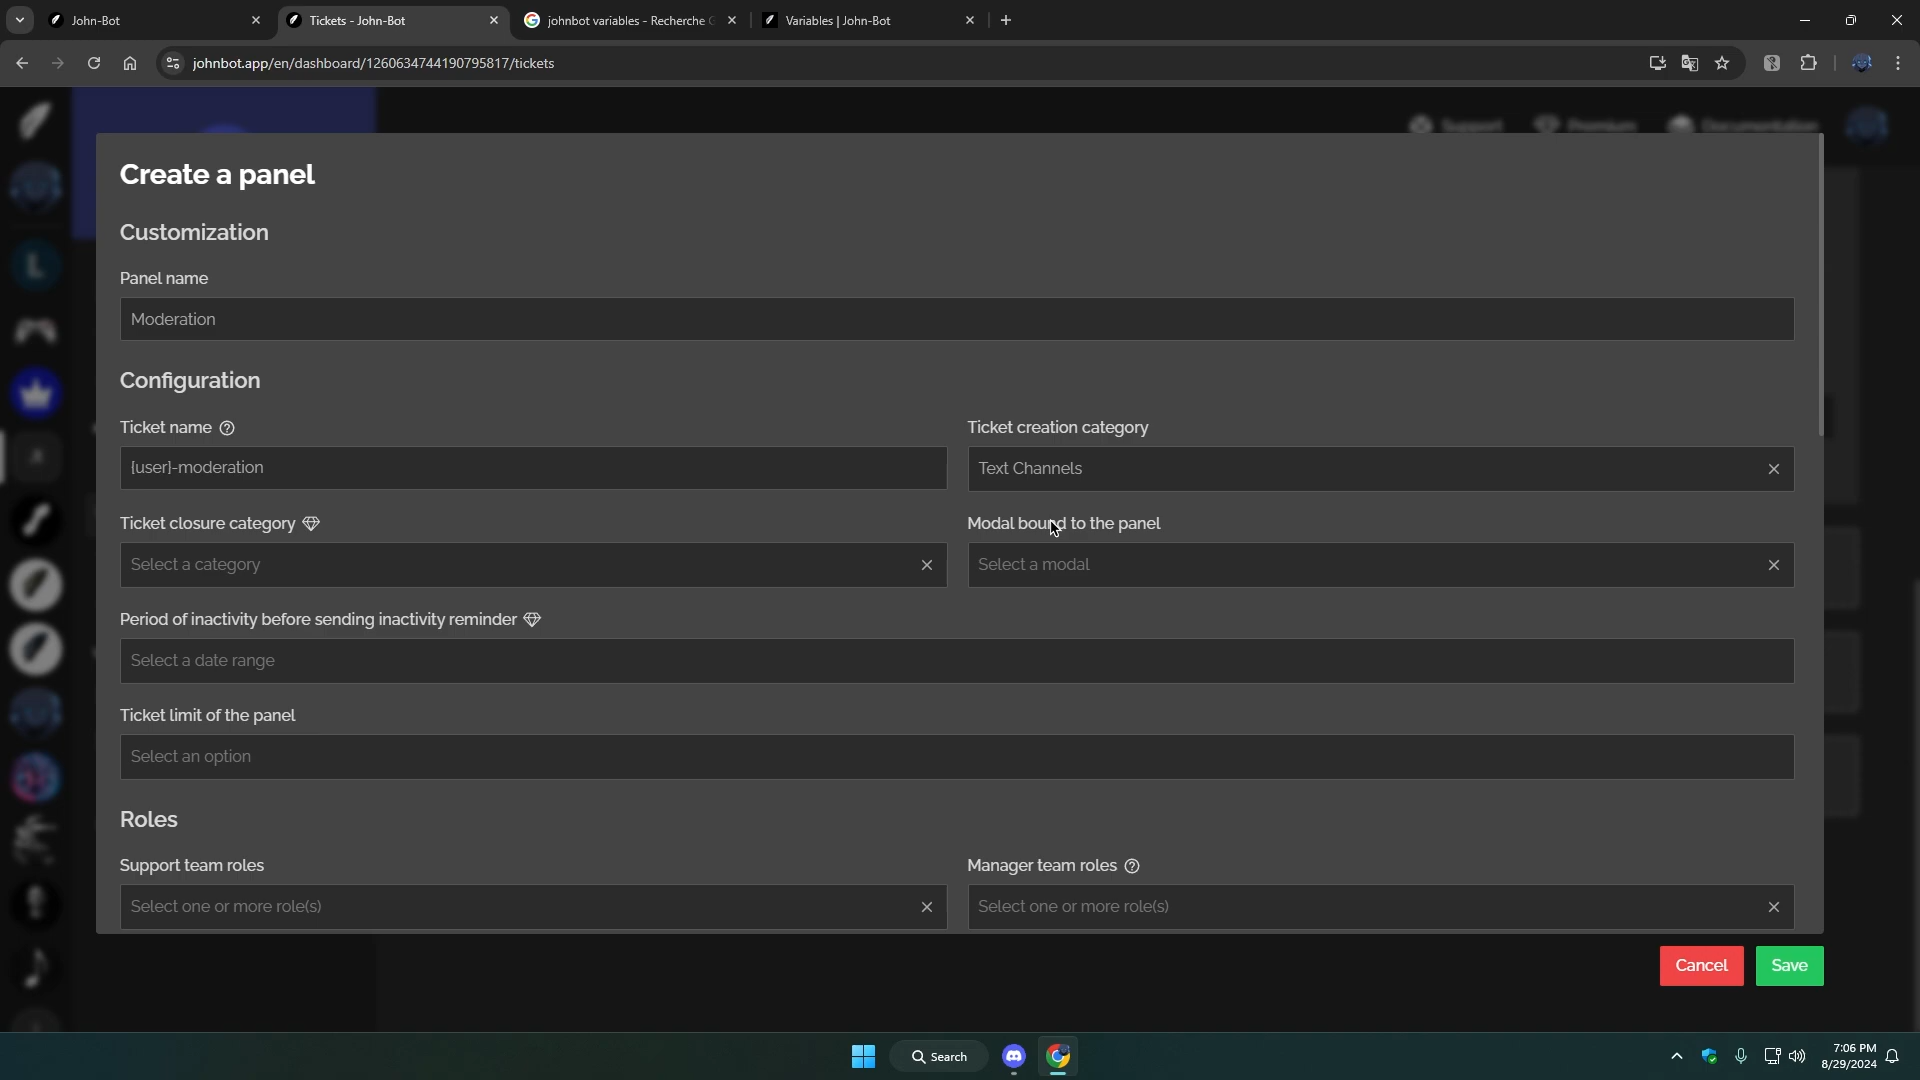 John-Bot
Tickets - John-Bot
johnbot variables - Recherche G
Variables | John-Bot
johnbot.app/en/dashboard/1260634744190795817/tickets
Support
Premium
Documentation
Create a panel
Customization
Panel name
Moderation
Configuration
Ticket name
Ticket creation category
{user}-moderation
Text Channels
Ticket closure category
Modal bound to the panel
Select a category
Select a modal
Period of inactivity before sending inactivity reminder
Select a date range
Ticket limit of the panel
Select an option
Roles
Support team roles
Manager team roles
Select one or more role(s)
Select one or more role(s)
Cancel
Save
Search
7:06 PM
8/29/2024